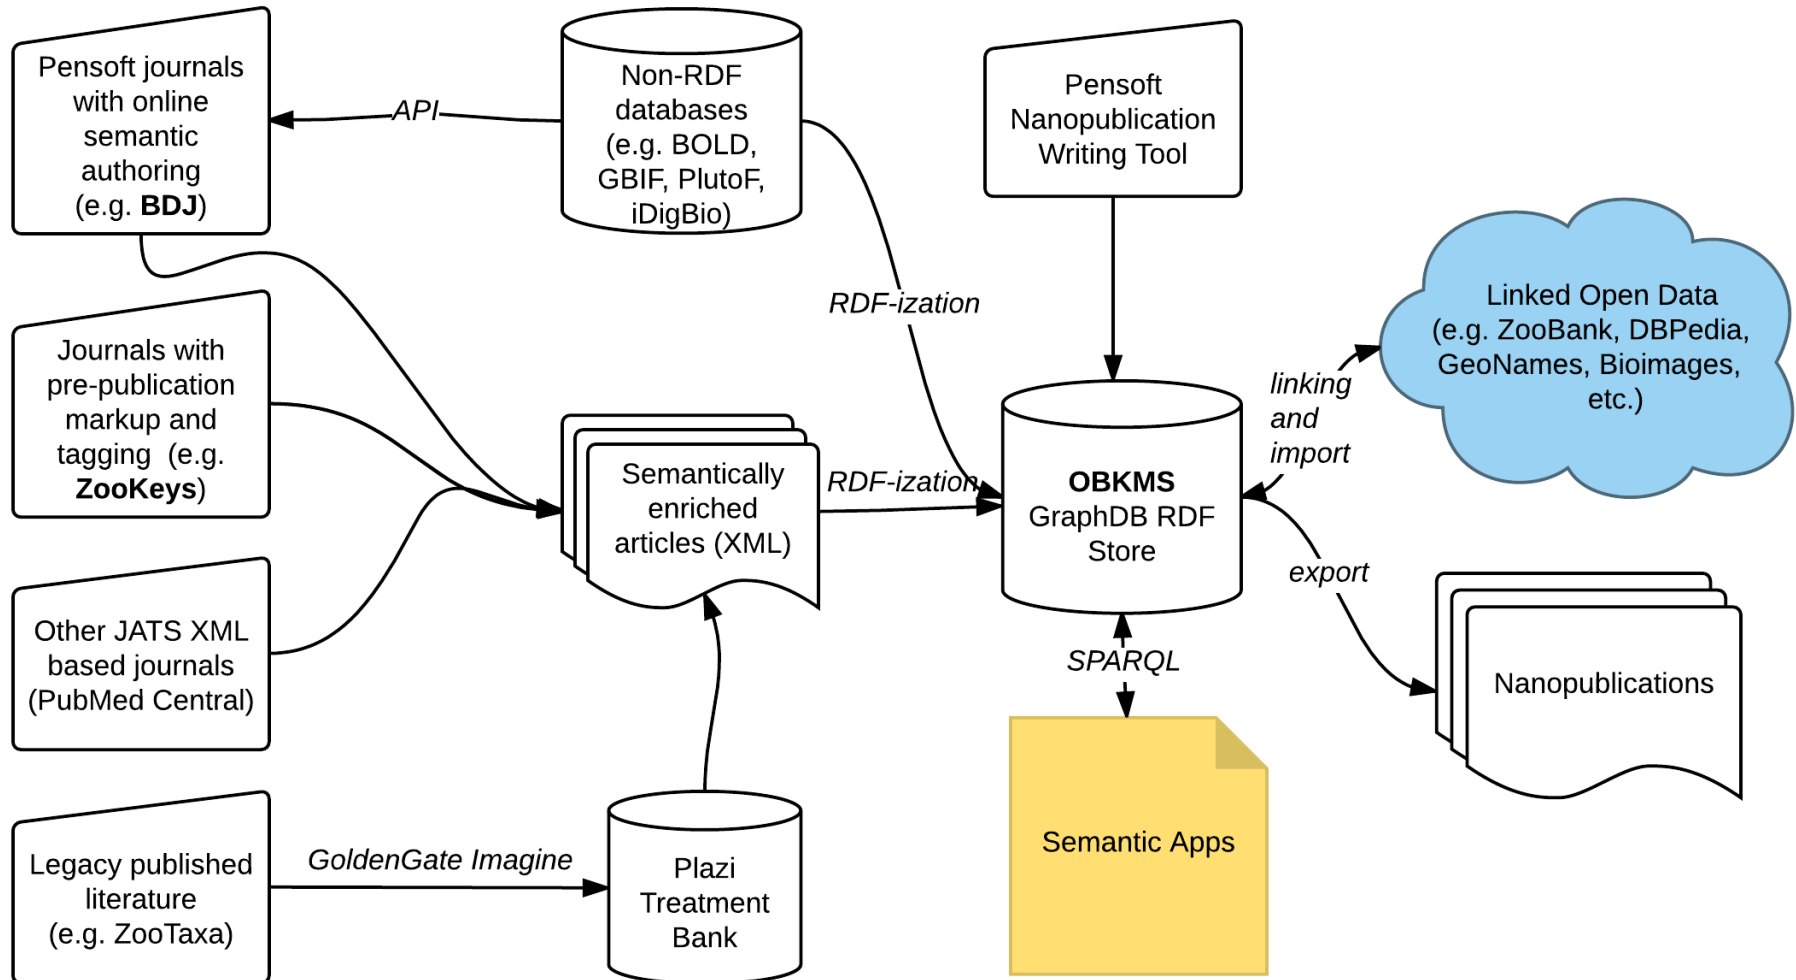 Pensoft journals
with online
semantic
authoring
(e.g. BDJ)
API
Non-RDF
databases
(e.g. BOLD,
GBIF, PlutoF,
iDigBio)
Pensoft
Nanopublication
Writing Tool
RDF-ization
Linked Open Data
(e.g. ZooBank, DBPedia,
GeoNames, Bioimages,
etc.)
Journals with
pre-publication
markup and
tagging (e.g.
ZooKeys)
linking
and
import
Semantically
enriched
articles (XML)
RDF-ization
OBKMS
GraphDB RDF
Store
export
Other JATS XML
based journals
(PubMed Central)
SPARQL
Nanopublications
Semantic Apps
Legacy published
literature
(e.g. ZooTaxa)
GoldenGate Imagine
Plazi
Treatment
Bank